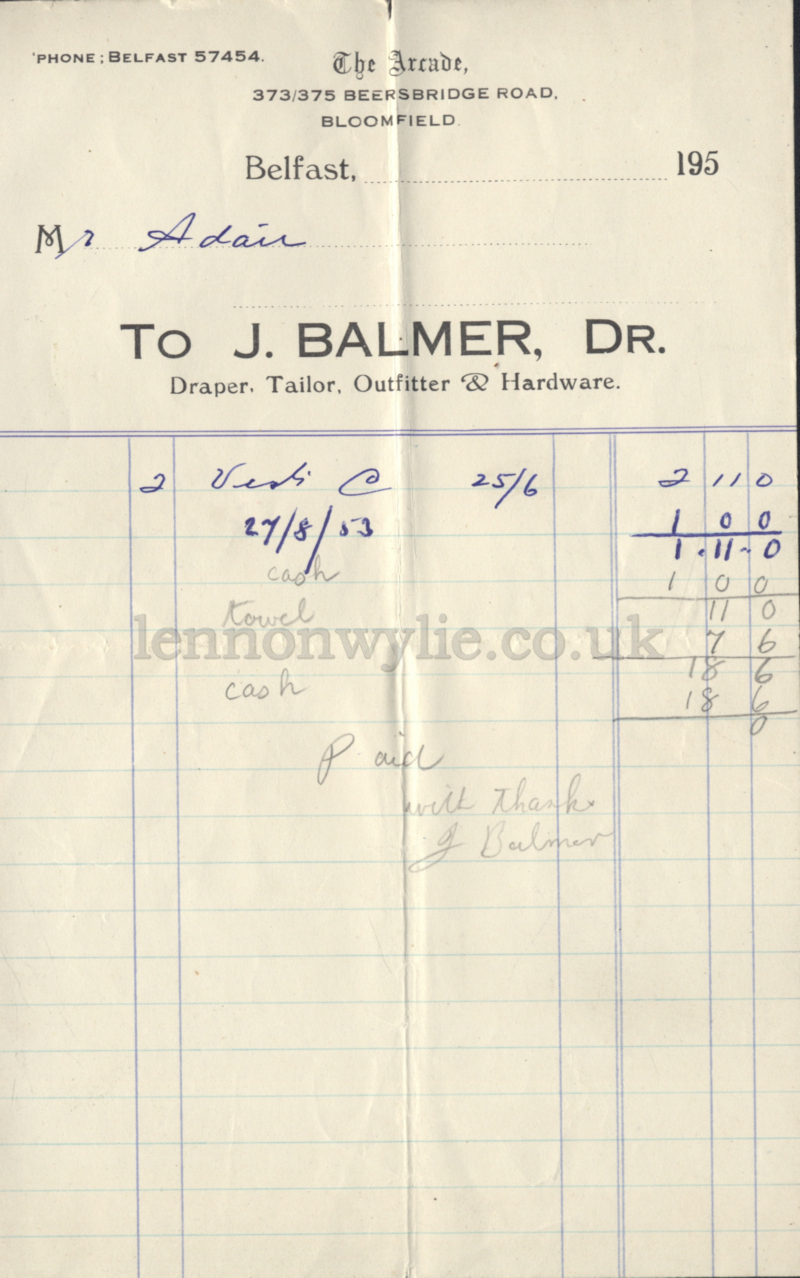 'PHONE: BELFAST 57454.
The Arcade,
373/375 BEERSBRIDGE ROAD,
BLOOMFIELD
Belfast, 195
Mr Adair
TO J. BALMER, DR.
Draper, Tailor, Outfitter & Hardware.
2 Vests @ 25/6 2 11 0
27/8/53 1 0 0
1 . 11 - 0
cash 1 0 0
11 0
towel 7 6
lennonwylie.co.uk
18 6
cash 18 6
0
Paid
with thanks
J Balmer